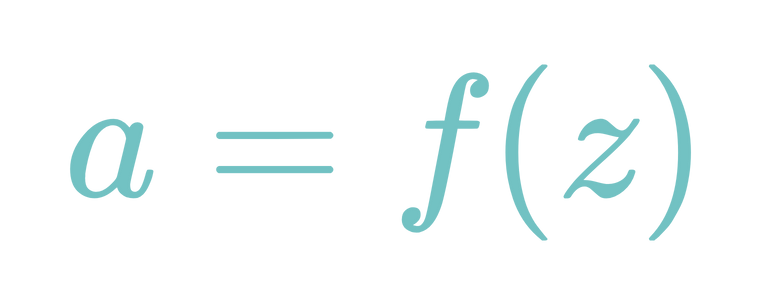 a = f(z)